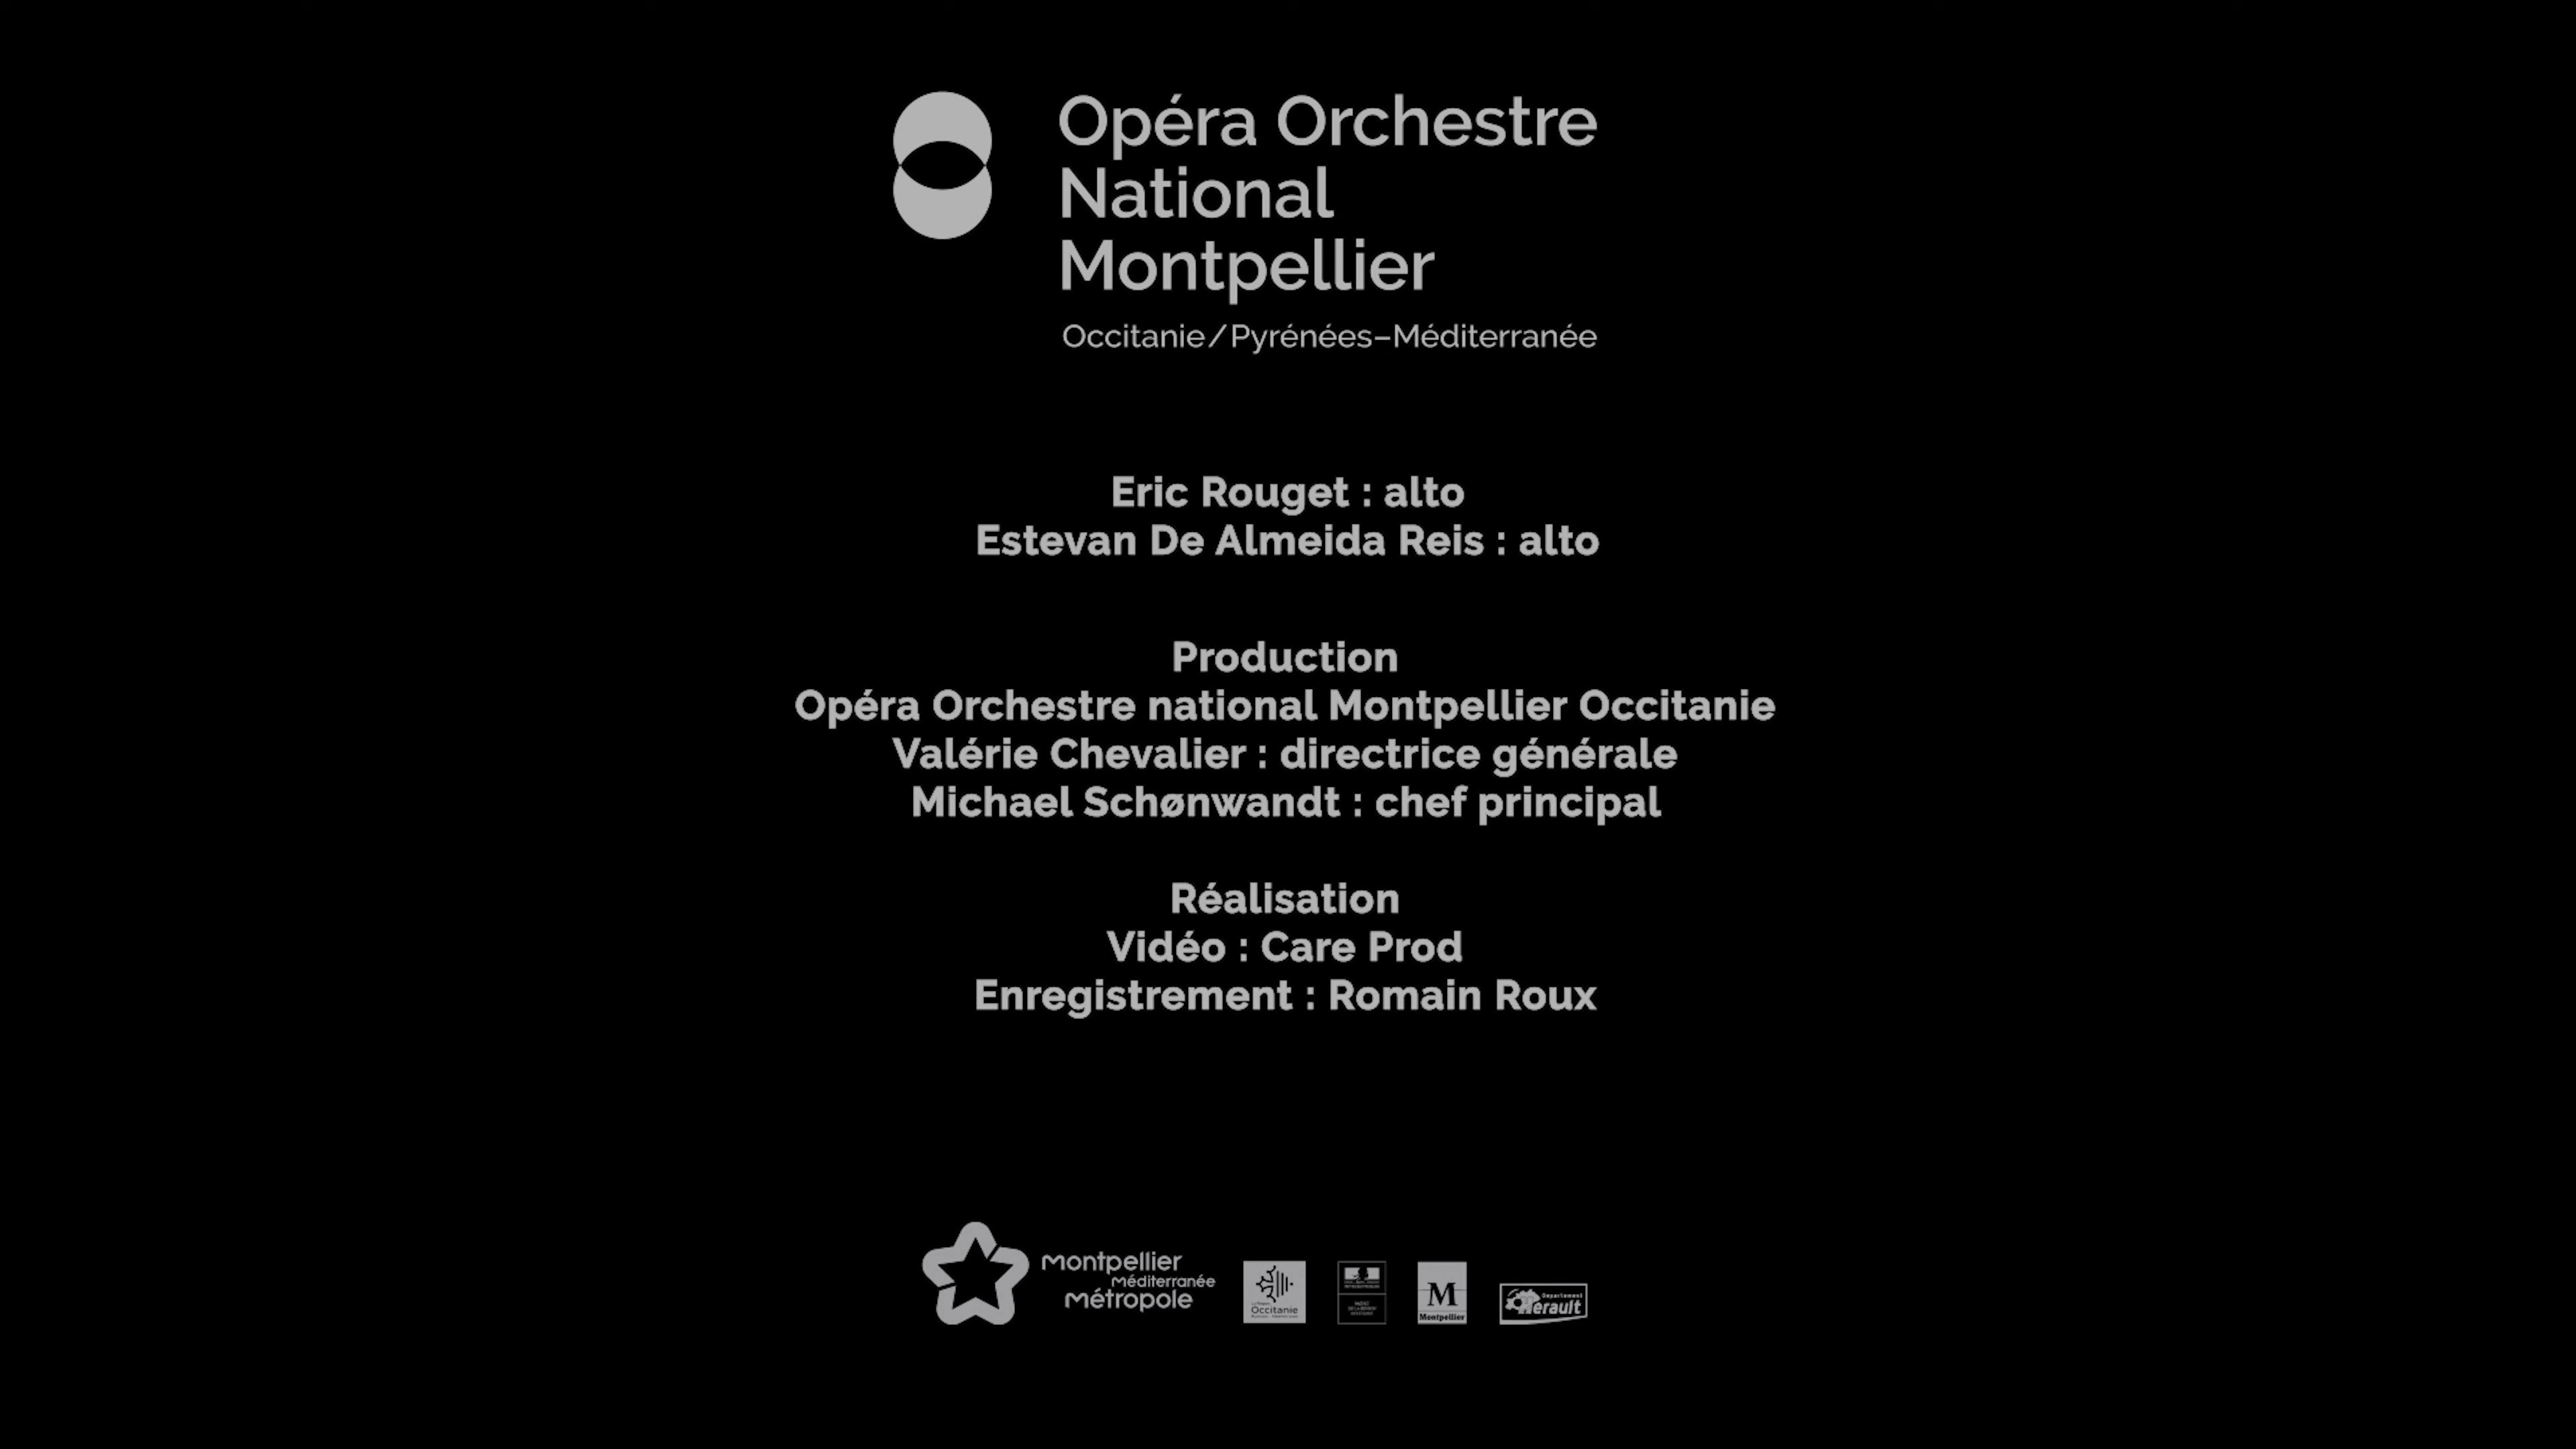 Opéra Orchestre
National
Montpellier
Occitanie/Pyrénées–Méditerranée
Eric Rouget : alto
Estevan De Almeida Reis : alto
Production
Opéra Orchestre national Montpellier Occitanie
Valérie Chevalier : directrice générale
Michael Schønwandt : chef principal
Réalisation
Vidéo : Care Prod
Enregistrement : Romain Roux
montpellier
méditerranée
métropole
Occitanie
M
Montpellier
Departement
Hérault